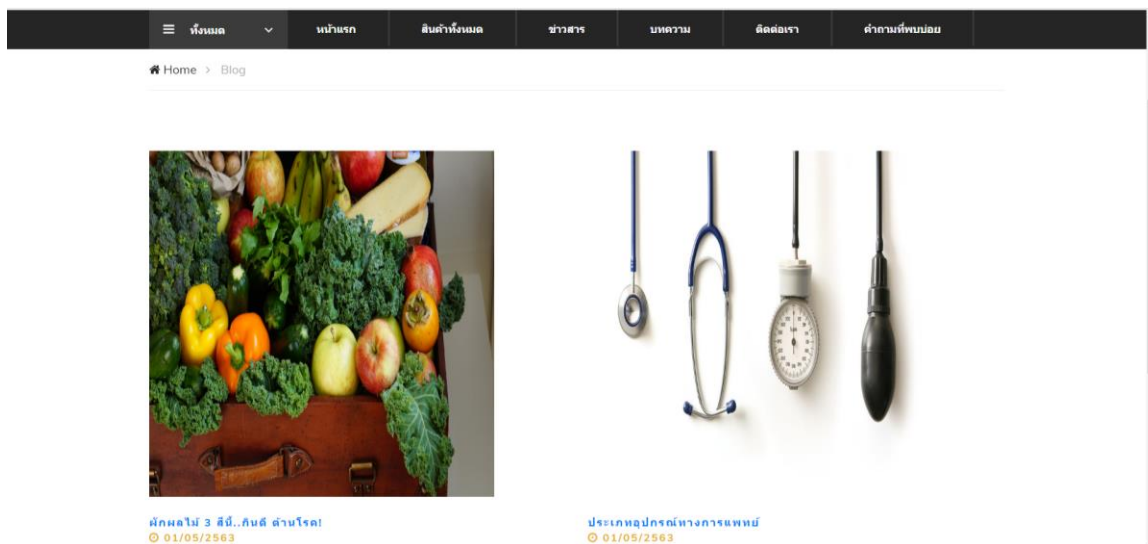 ทั้งหมด หน้าแรก สินค้าทั้งหมด ข่าวสาร บทความ ติดต่อเรา คำถามที่พบบ่อย
Home > Blog
ผักผลไม้ 3 สีนี้..กินดี ต้านโรค!
01/05/2563
ประเภทอุปกรณ์ทางการแพทย์
01/05/2563